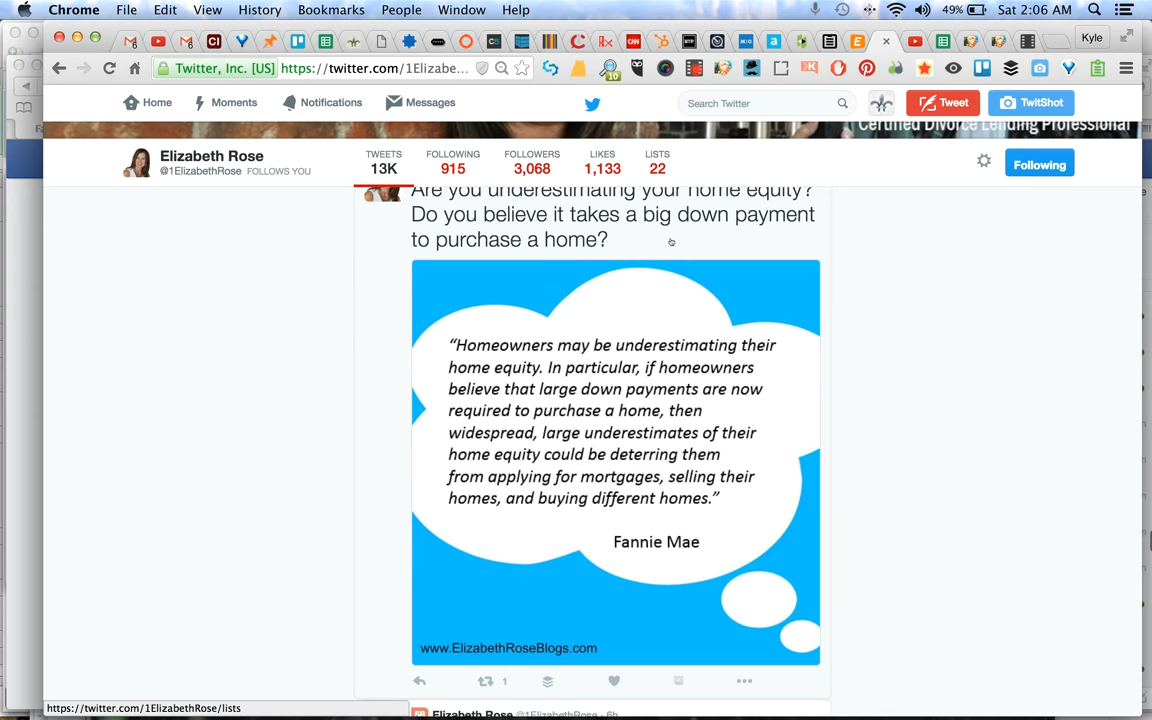 Chrome File Edit View History Bookmarks People Window Help 49% Sat 2:06 AM
Kyle
Twitter, Inc. [US] https://twitter.com/1Elizabe...
10
Home Moments Notifications Messages Search Twitter Tweet TwitShot
Certified Divorce Lending Professional
Elizabeth Rose
@1ElizabethRose FOLLOWS YOU
TWEETS FOLLOWING FOLLOWERS LIKES LISTS
13K 915 3,068 1,133 22
Following
Are you underestimating your home equity?
Do you believe it takes a big down payment
to purchase a home?
“Homeowners may be underestimating their
home equity. In particular, if homeowners
believe that large down payments are now
required to purchase a home, then
widespread, large underestimates of their
home equity could be deterring them
from applying for mortgages, selling their
homes, and buying different homes.”
Fannie Mae
www.ElizabethRoseBlogs.com
1
https://twitter.com/1ElizabethRose/lists
Elizabeth Rose @1ElizabethRose · 6h